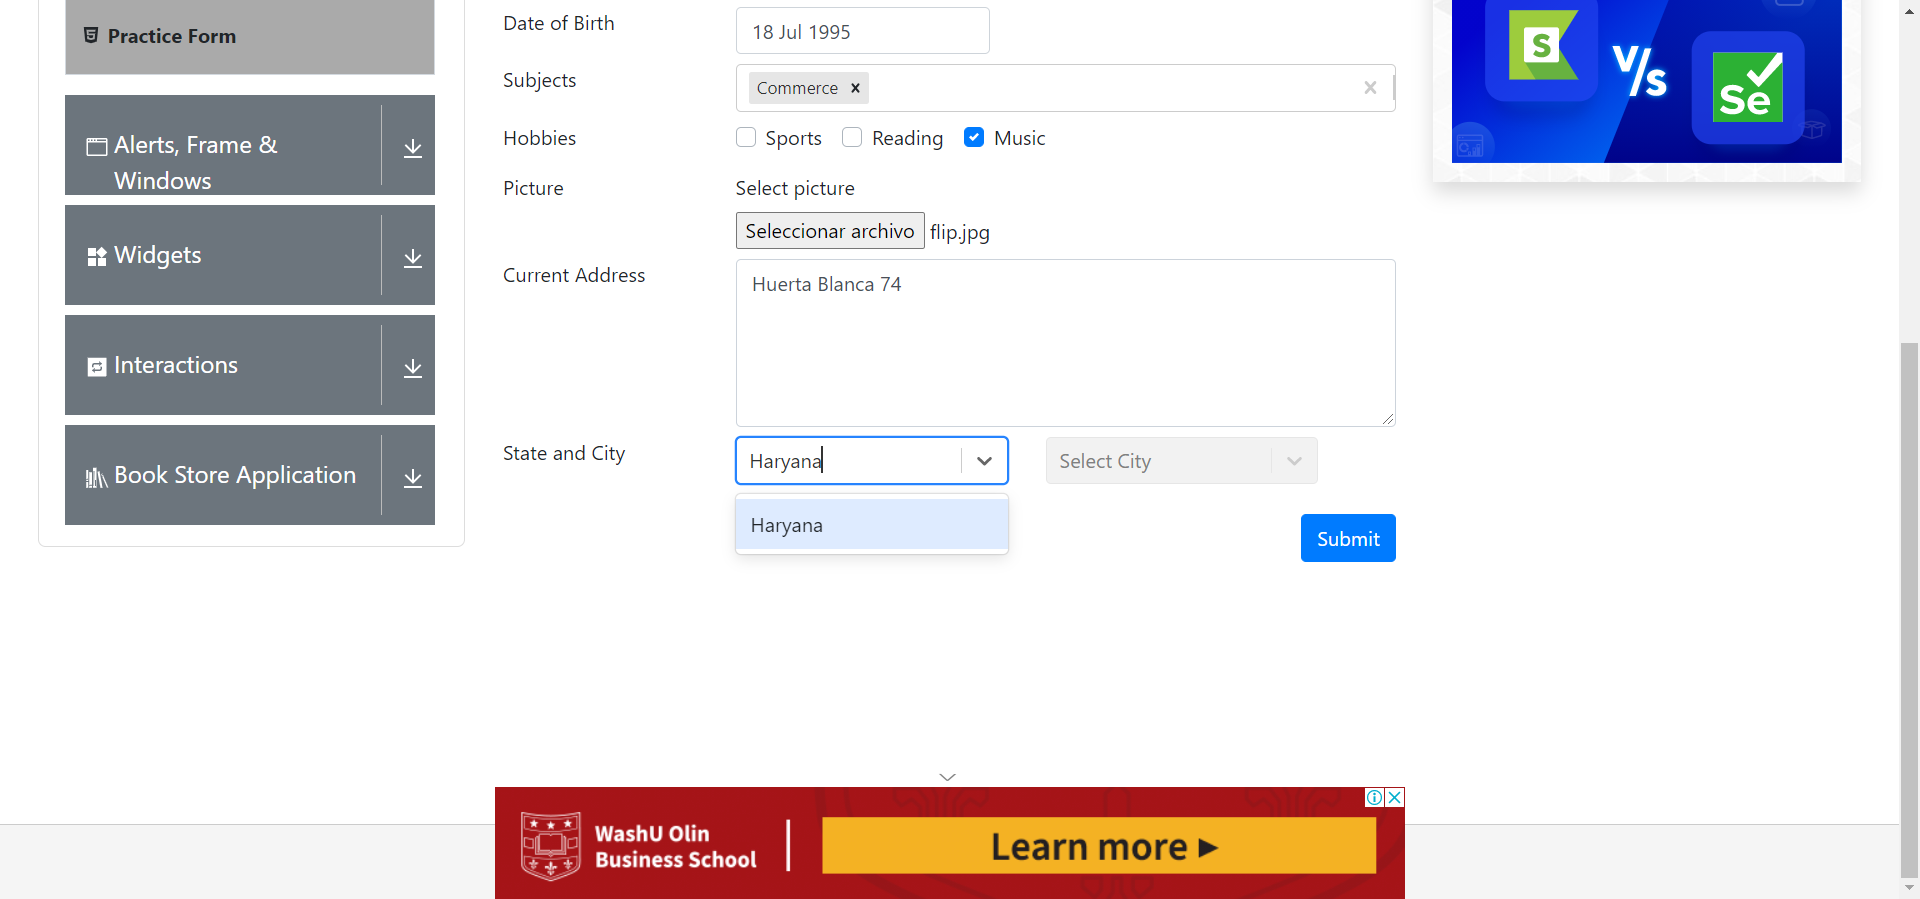 Practice Form
Alerts, Frame &
Windows
Widgets
Interactions
Book Store Application
Date of Birth
18 Jul 1995
Subjects
Commerce
Hobbies
Sports
Reading
Music
Picture
Select picture
Seleccionar archivo flip.jpg
Current Address
Huerta Blanca 74
State and City
Haryana
Select City
Haryana
Submit
S
V/s
Se
WashU Olin
Business School
Learn more ►